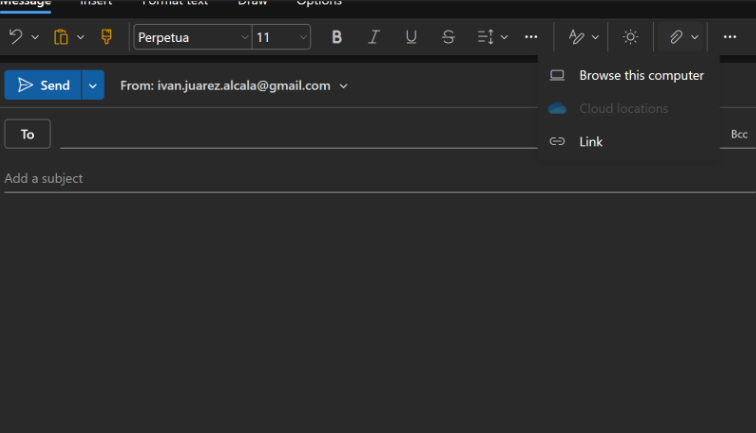 Message Insert Format text Draw Options
Perpetua 11 B I U S
Browse this computer
Send From: ivan.juarez.alcala@gmail.com
Cloud locations
To Bcc
Link
Add a subject